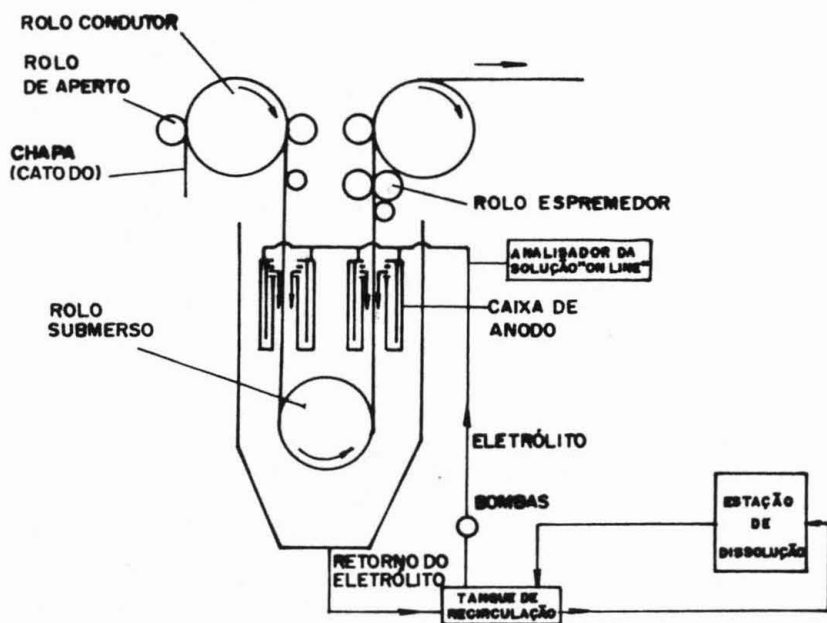 ROLO CONDUTOR
ROLO
DE APERTO
CHAPA
(CATODO)
ROLO ESPREMEDOR
ANALISADOR DA
SOLUÇÃO "ON LINE"
CAIXA DE
ANODO
ROLO
SUBMERSO
ELETRÓLITO
BOMBAS
ESTAÇÃO
DE
DISSOLUÇÃO
RETORNO DO
ELETRÓLITO
TANQUE DE
RECIRCULAÇÃO